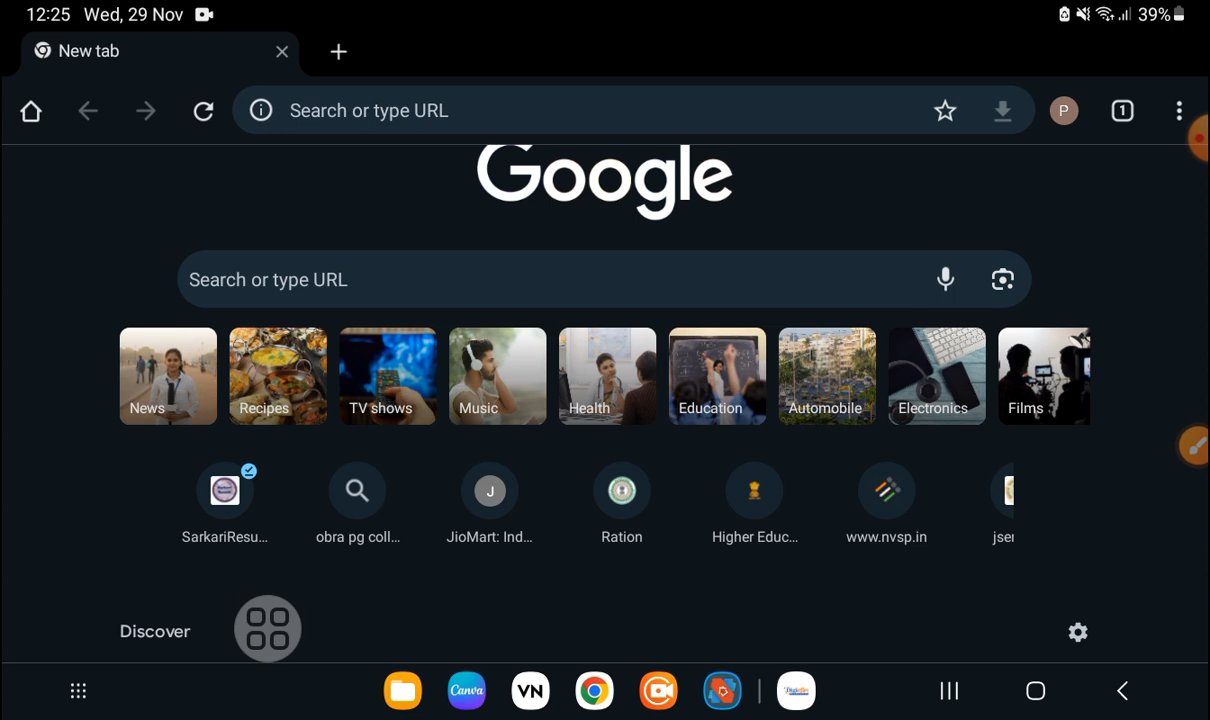 12:25 Wed, 29 Nov
39%
New tab
Search or type URL
P
1
Google
Search or type URL
News
Recipes
TV shows
Music
Health
Education
Automobile
Electronics
Films
SarkariResu...
obra pg coll...
J
JioMart: Ind...
Ration
Higher Educ...
www.nvsp.in
jser
Discover
Canva
VN